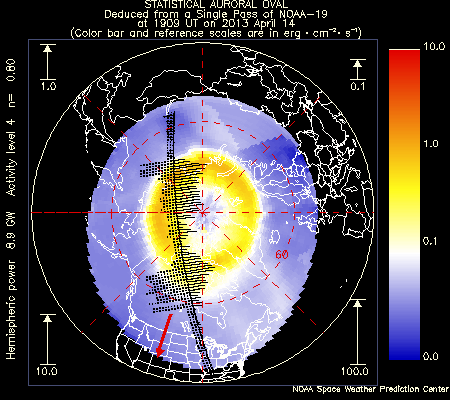 STATISTICAL AURORAL OVAL
Deduced from a Single Pass of NOAA-19
at 1909 UT on 2013 April 14
(Color bar and reference scales are in erg · cm⁻² · s⁻¹)
Hemispheric power 8.9 GW Activity level 4 n= 0.80
1.0
0.1
10.0
100.0
60
10.0
1.0
0.1
0.0
NOAA Space Weather Prediction Center